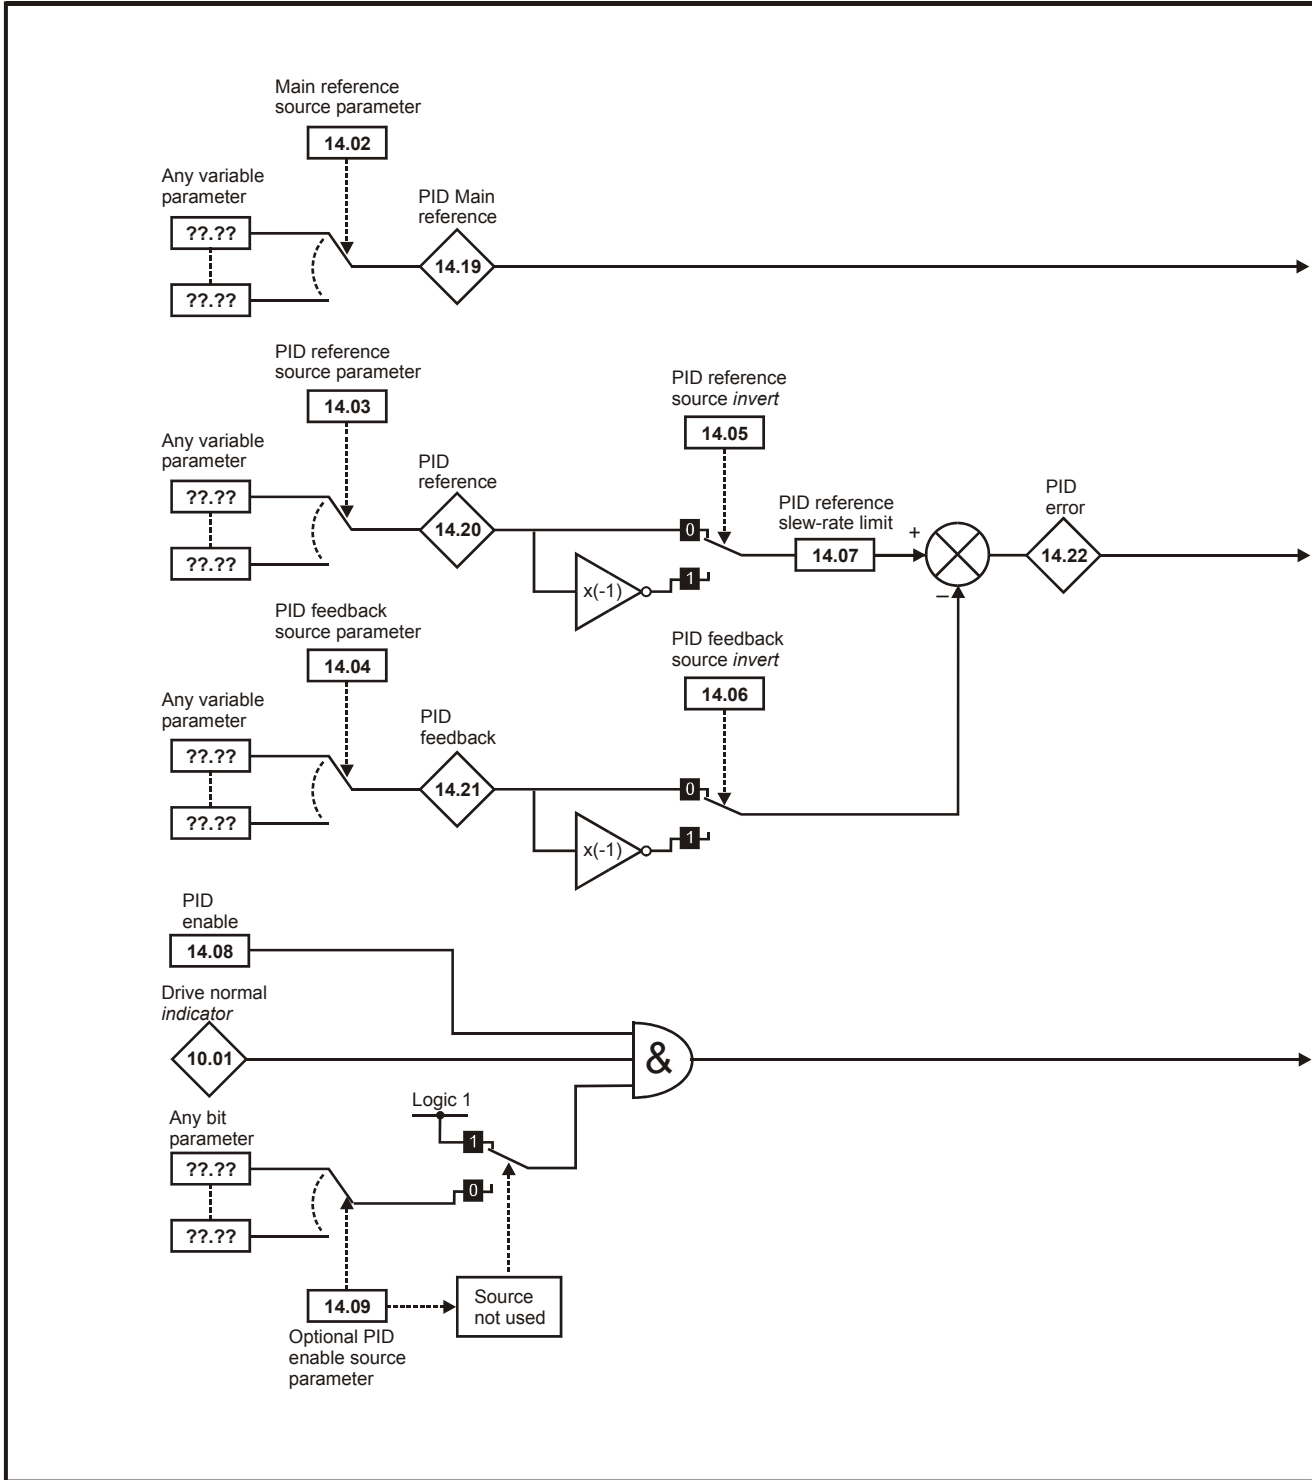 Main reference
source parameter
14.02
Any variable
parameter
??.??
??.??
PID Main
reference
14.19
PID reference
source parameter
14.03
Any variable
parameter
??.??
??.??
PID
reference
14.20
x(-1)
PID reference
source invert
14.05
0
1
PID reference
slew-rate limit
14.07
+
–
PID
error
14.22
PID feedback
source parameter
14.04
Any variable
parameter
??.??
??.??
PID
feedback
14.21
x(-1)
PID feedback
source invert
14.06
0
1
PID
enable
14.08
Drive normal
indicator
10.01
&
Logic 1
1
0
Any bit
parameter
??.??
??.??
14.09
Optional PID
enable source
parameter
Source
not used